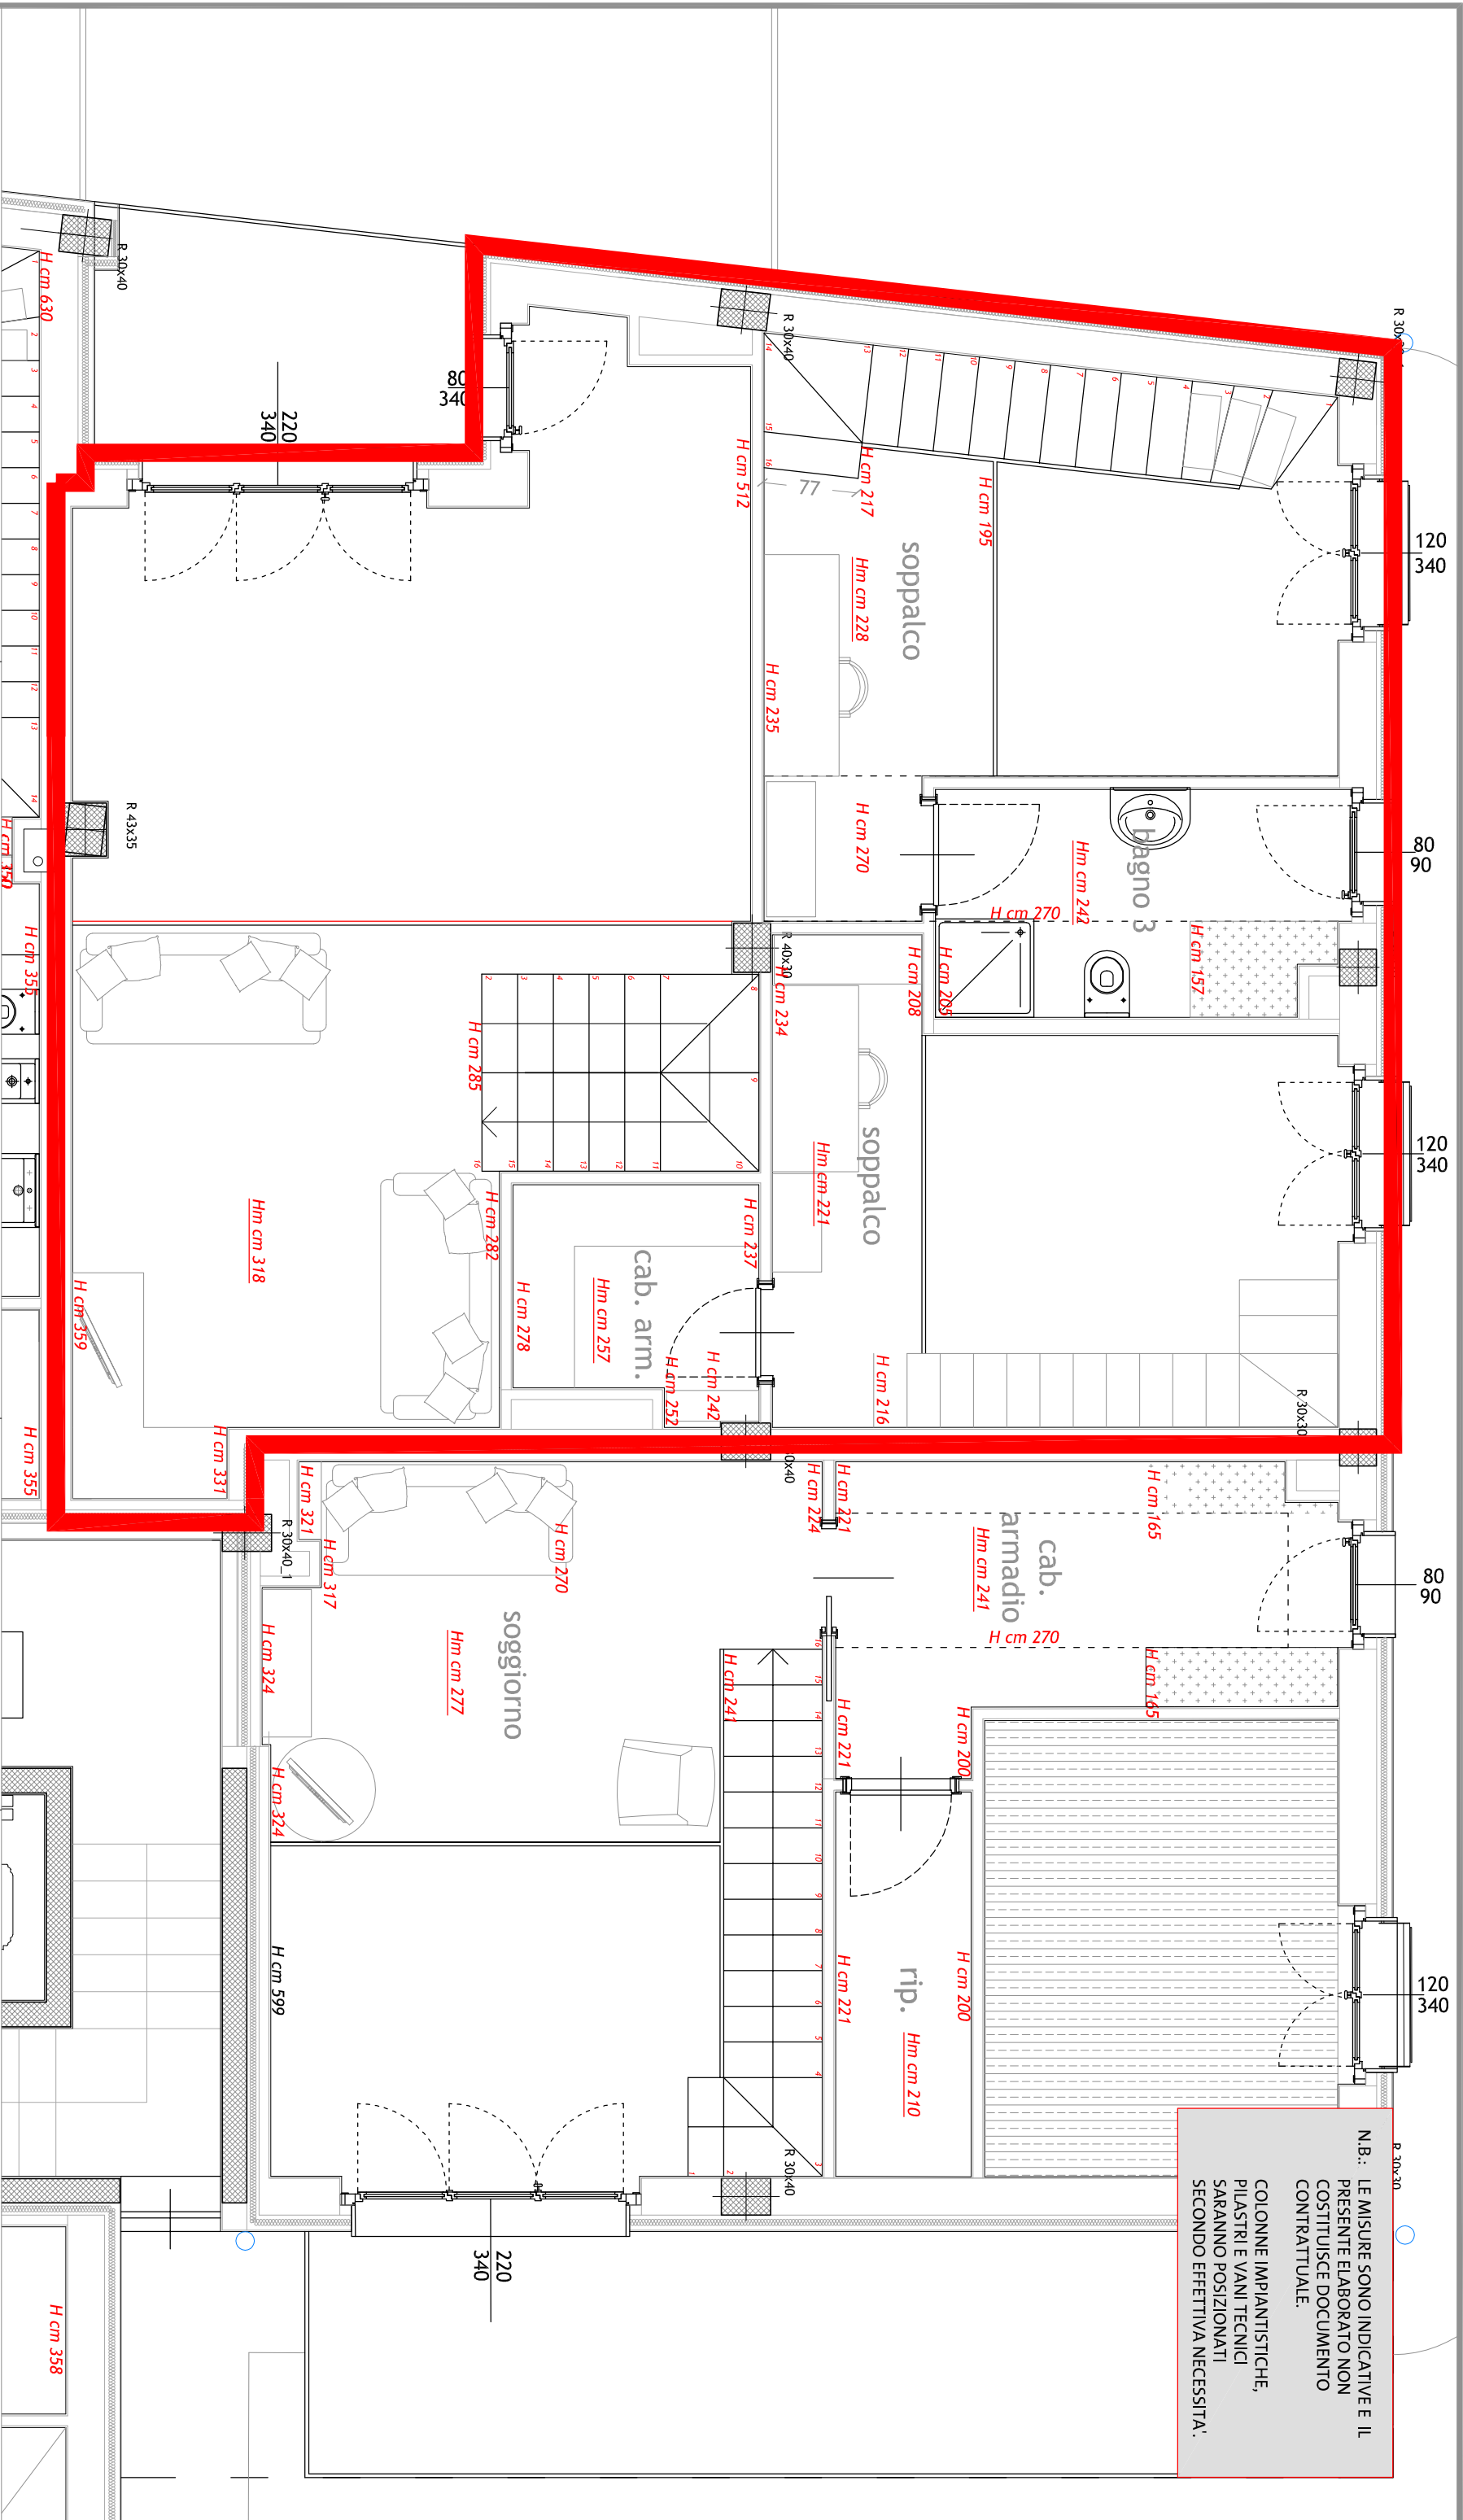 R 30x40
H cm 630
80
340
220
340
R 30x40
H cm 512
77
H cm 217
H cm 195
soppalco
Hm cm 228
H cm 235
120
340
R 43x35
H cm 270
Hm cm 242
bagno 3
H cm 270
80
90
H cm 350
H cm 355
R 40x30
H cm 234
H cm 208
H cm 205
H cm 157
H cm 285
soppalco
Hm cm 221
120
340
Hm cm 318
H cm 282
H cm 237
cab. arm.
Hm cm 257
H cm 278
H cm 359
H cm 252
H cm 242
H cm 216
R 30x30
H cm 355
H cm 331
H cm 321
R 30x40_1
H cm 317
H cm 270
H cm 224
H cm 221
H cm 165
cab.
armadio
Hm cm 241
H cm 270
80
90
soggiorno
Hm cm 277
H cm 324
H cm 241
H cm 165
H cm 221
H cm 200
H cm 324
H cm 599
H cm 221
rip.
H cm 200
Hm cm 210
120
340
R 30x40
R 30x30
220
340
H cm 358
N.B.: LE MISURE SONO INDICATIVE E IL
PRESENTE ELABORATO NON
COSTITUISCE DOCUMENTO
CONTRATTUALE.
COLONNE IMPIANTISTICHE,
PILASTRI E VANI TECNICI
SARANNO POSIZIONATI
SECONDO EFFETTIVA NECESSITA'.